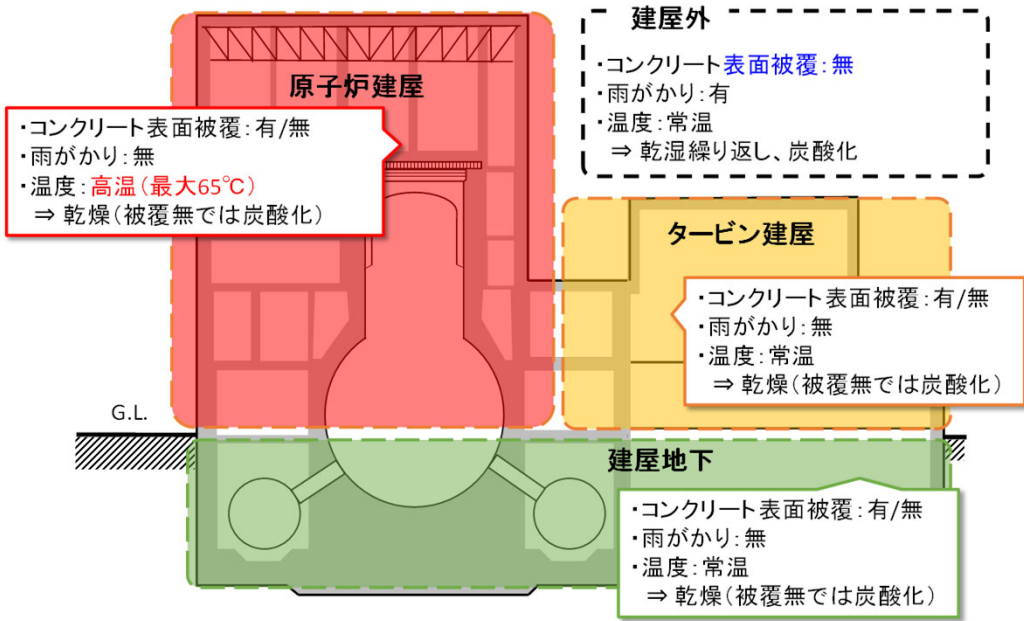 建屋外
・コンクリート表面被覆：無
・雨がかり：有
・温度：常温
⇒ 乾湿繰り返し、炭酸化
原子炉建屋
・コンクリート表面被覆：有/無
・雨がかり：無
・温度：高温（最大65℃）
⇒ 乾燥（被覆無では炭酸化）
タービン建屋
・コンクリート表面被覆：有/無
・雨がかり：無
・温度：常温
⇒ 乾燥（被覆無では炭酸化）
G.L.
建屋地下
・コンクリート表面被覆：有/無
・雨がかり：無
・温度：常温
⇒ 乾燥（被覆無では炭酸化）